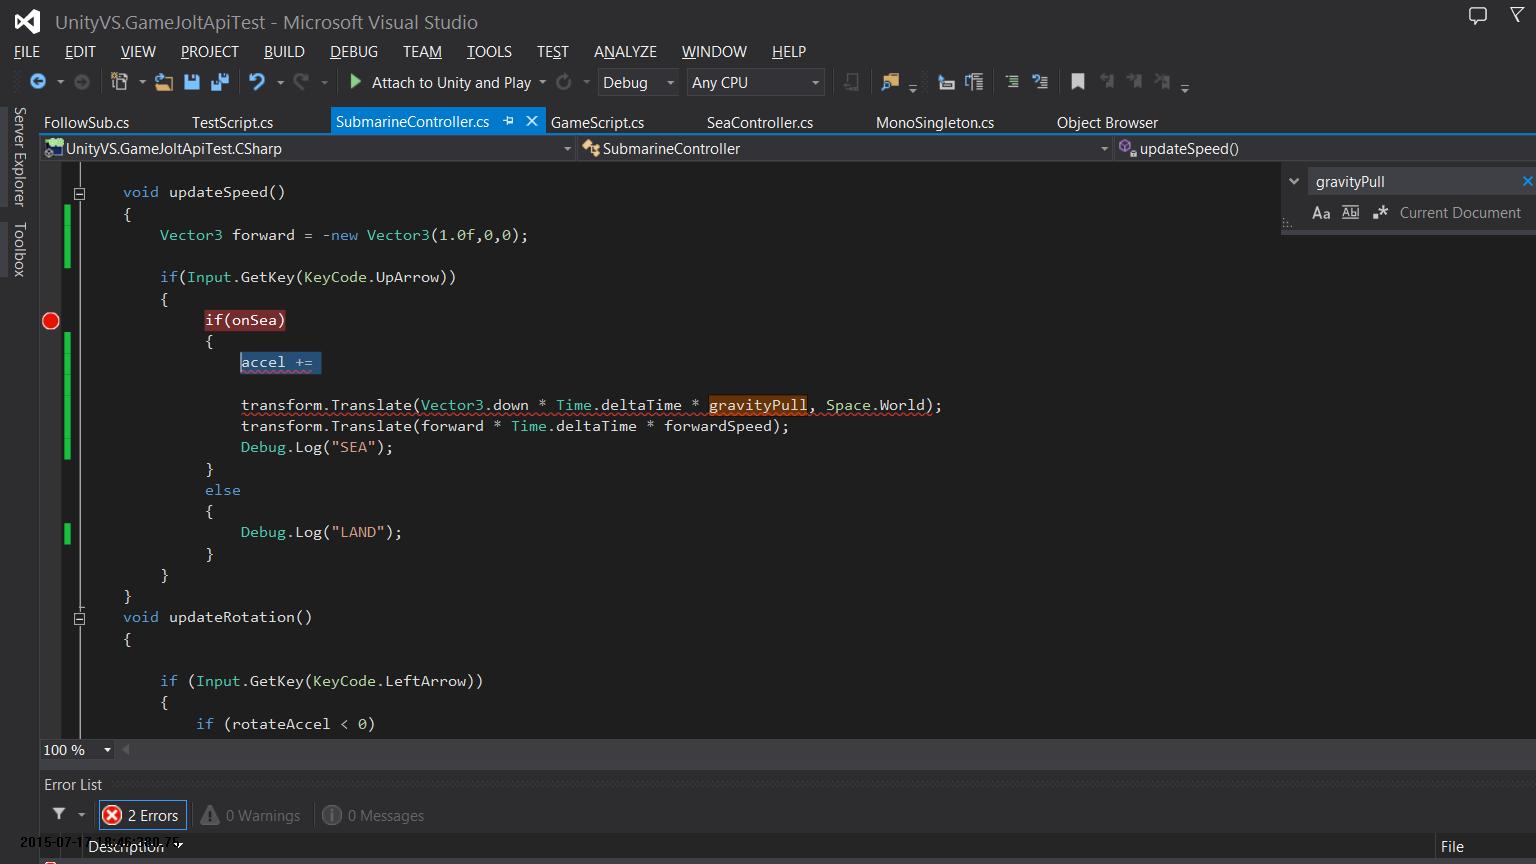 UnityVS.GameJoltApiTest - Microsoft Visual Studio
FILE EDIT VIEW PROJECT BUILD DEBUG TEAM TOOLS TEST ANALYZE WINDOW HELP
Attach to Unity and Play Debug Any CPU
Server Explorer
Toolbox
FollowSub.cs TestScript.cs SubmarineController.cs GameScript.cs SeaController.cs MonoSingleton.cs Object Browser
UnityVS.GameJoltApiTest.CSharp SubmarineController updateSpeed()
gravityPull
Aa Abl .* Current Document
void updateSpeed()
{
Vector3 forward = -new Vector3(1.0f,0,0);
if(Input.GetKey(KeyCode.UpArrow))
{
if(onSea)
{
accel +=
transform.Translate(Vector3.down * Time.deltaTime * gravityPull, Space.World);
transform.Translate(forward * Time.deltaTime * forwardSpeed);
Debug.Log("SEA");
}
else
{
Debug.Log("LAND");
}
}
}
void updateRotation()
{
if (Input.GetKey(KeyCode.LeftArrow))
{
if (rotateAccel < 0)
100 %
Error List
2 Errors 0 Warnings 0 Messages
Description File